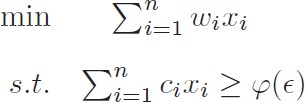 min ∑_{i=1}^{n} w_i x_i
s.t. ∑_{i=1}^{n} c_i x_i ≥ φ(ϵ)